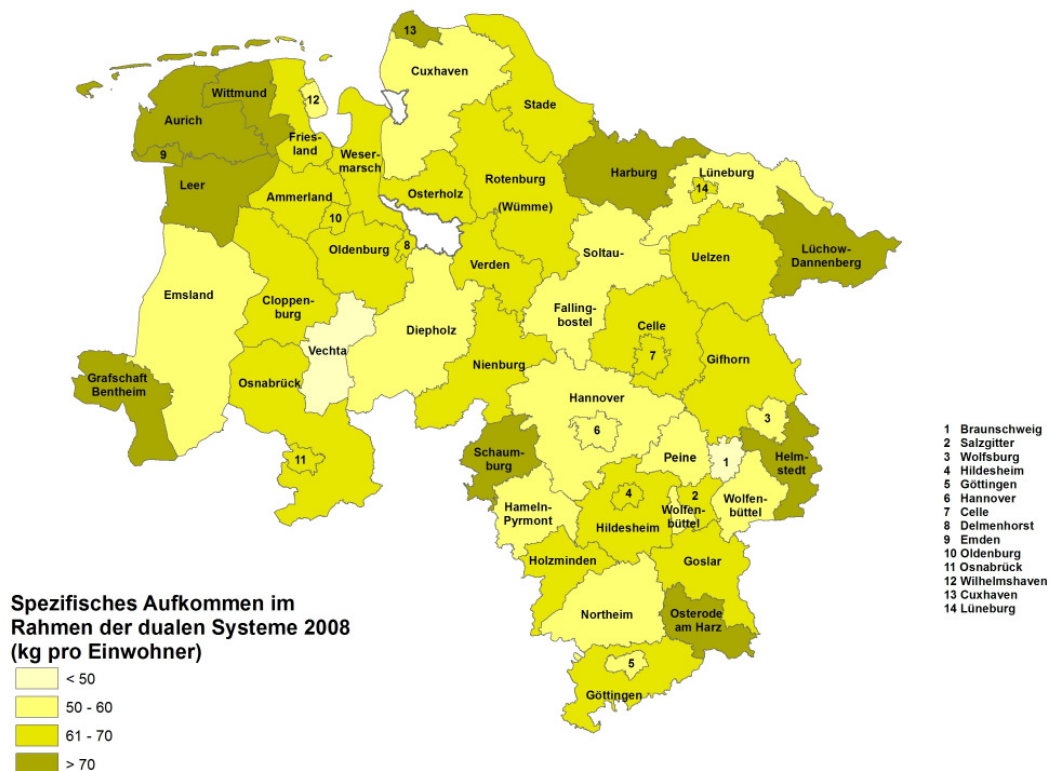 13
Cuxhaven
Wittmund
12
Stade
Aurich
Fries-
land
Weser-
marsch
9
Leer
Harburg
Lüneburg
14
Osterholz
Rotenburg
(Wümme)
Ammerland
10
Oldenburg
8
Verden
Soltau-
Uelzen
Lüchow-
Dannenberg
Emsland
Cloppen-
burg
Falling-
bostel
Celle
7
Diepholz
Vechta
Nienburg
Gifhorn
Grafschaft
Bentheim
Osnabrück
Hannover
6
3
Schaum-
burg
Peine
1
Helm-
stedt
11
Hameln-
Pyrmont
4
Hildesheim
2
Wolfen-
büttel
Wolfen-
büttel
Holzminden
Goslar
Northeim
Osterode
am Harz
5
Göttingen
1 Braunschweig
2 Salzgitter
3 Wolfsburg
4 Hildesheim
5 Göttingen
6 Hannover
7 Celle
8 Delmenhorst
9 Emden
10 Oldenburg
11 Osnabrück
12 Wilhelmshaven
13 Cuxhaven
14 Lüneburg
Spezifisches Aufkommen im
Rahmen der dualen Systeme 2008
(kg pro Einwohner)
< 50
50 - 60
61 - 70
> 70